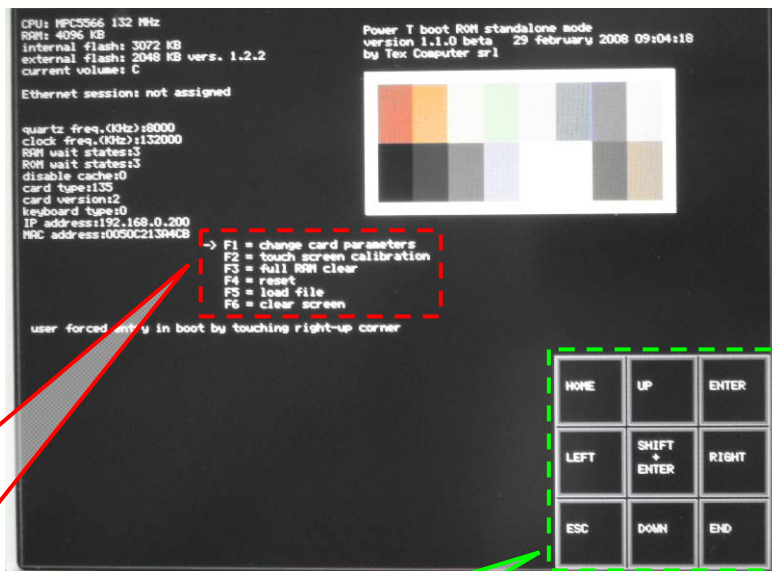 CPU: MPC5566 132 MHz
RAM: 4096 KB
internal flash: 3072 KB
external flash: 2048 KB vers. 1.2.2
current volume: C
Ethernet session: not assigned
quartz freq.(KHz):8000
clock freq.(KHz):132000
RAM wait states:3
ROM wait states:3
disable cache:0
card type:135
card version:2
keyboard type:0
IP address:192.168.0.200
MAC address:0050C213A4CB
Power T boot ROM standalone mode
version 1.1.0 beta 29 february 2008 09:04:18
by Tex Computer srl
-> F1 = change card parameters
F2 = touch screen calibration
F3 = full RAM clear
F4 = reset
F5 = load file
F6 = clear screen
user forced entry in boot by touching right-up corner
HOME UP ENTER
LEFT SHIFT + ENTER RIGHT
ESC DOWN END